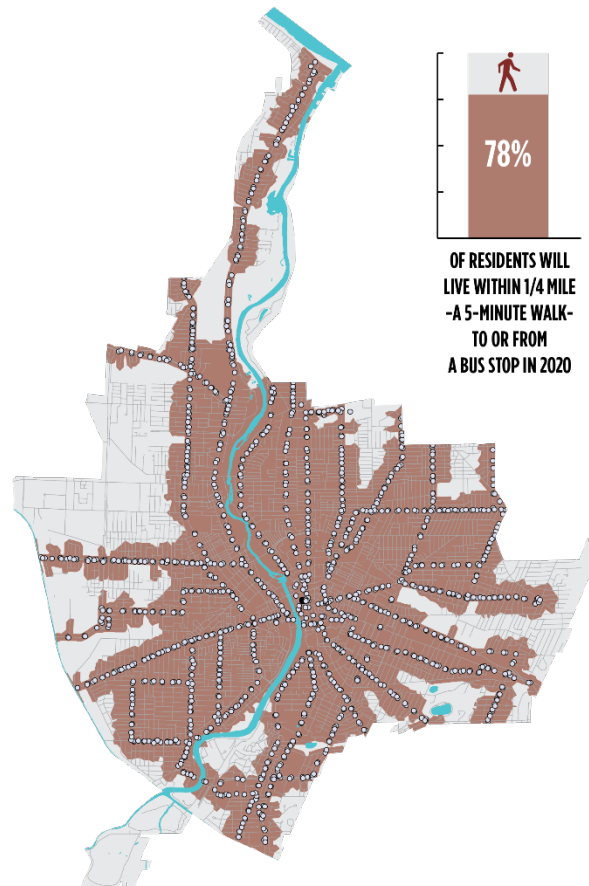 78%
OF RESIDENTS WILL
LIVE WITHIN 1/4 MILE
-A 5-MINUTE WALK-
TO OR FROM
A BUS STOP IN 2020